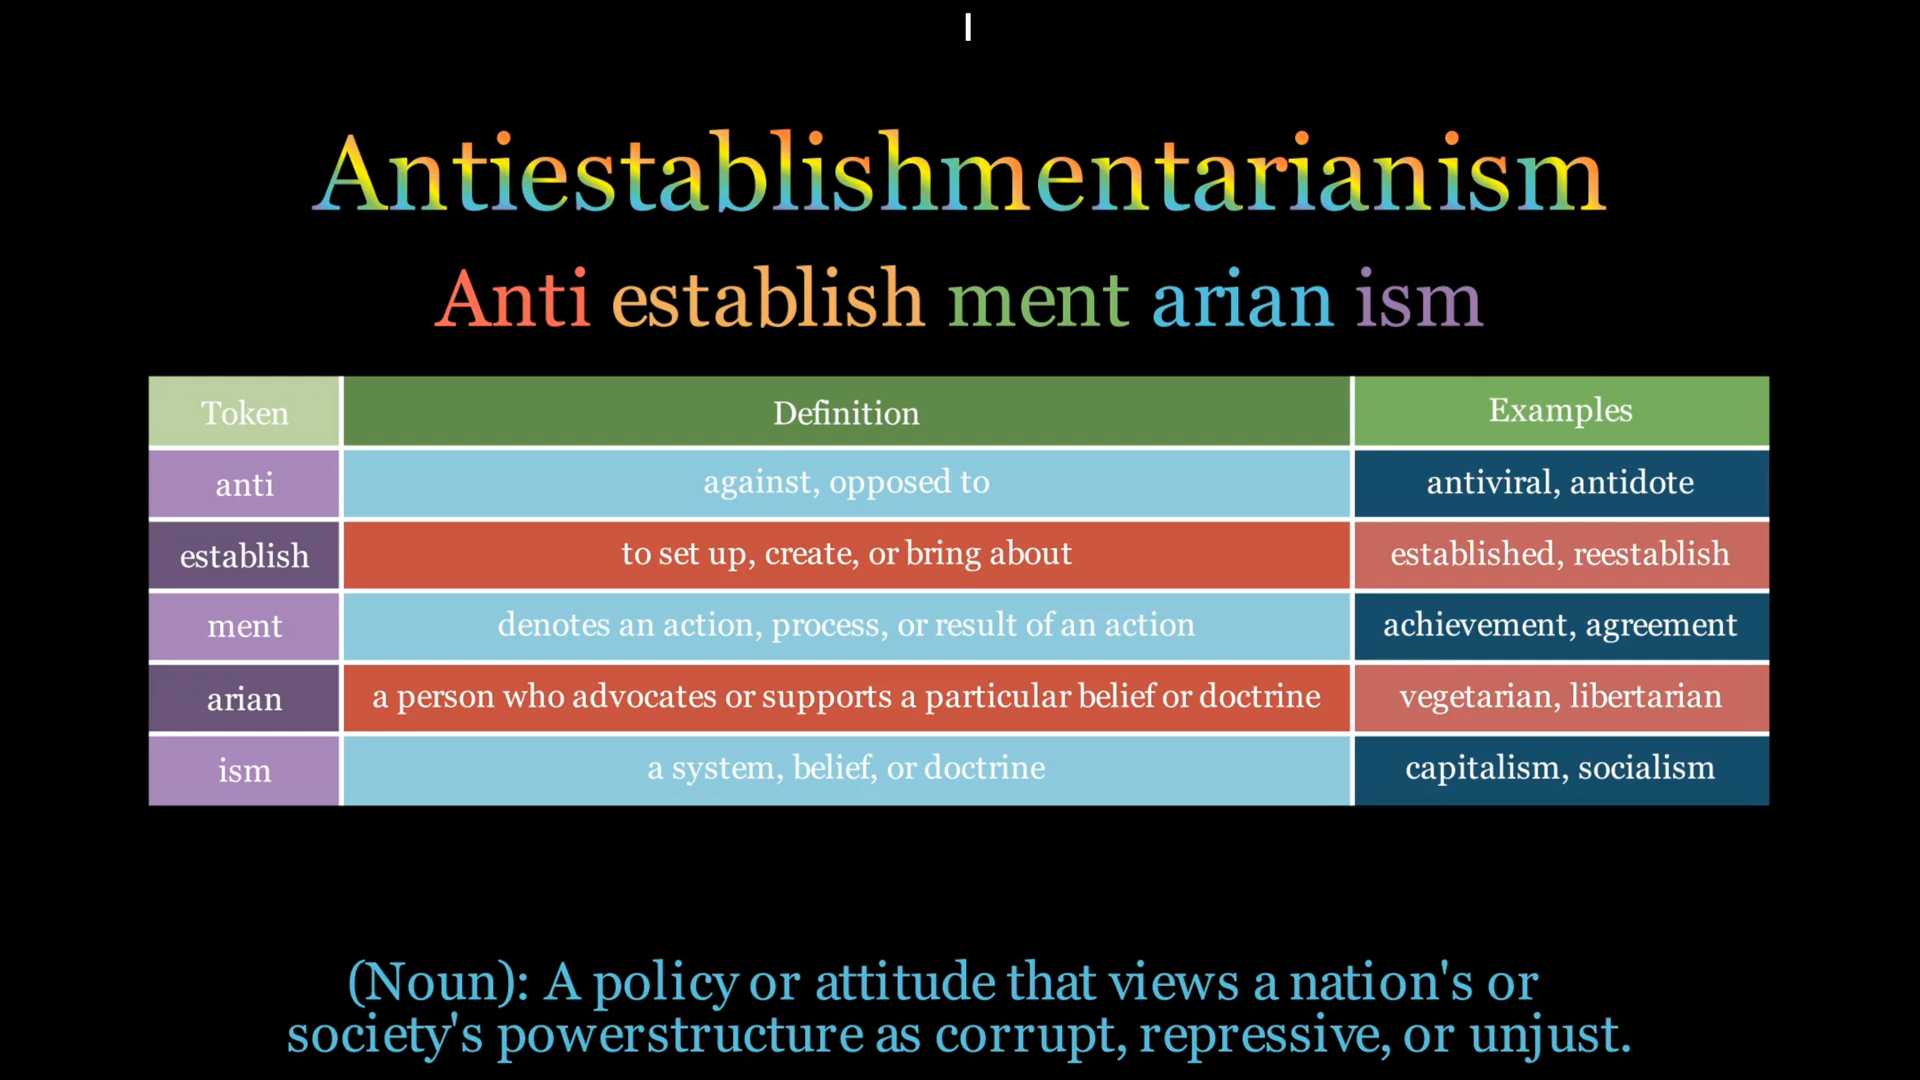 Antiestablishmentarianism
Anti establish ment arian ism
Token Definition Examples
anti against, opposed to antiviral, antidote
establish to set up, create, or bring about established, reestablish
ment denotes an action, process, or result of an action achievement, agreement
arian a person who advocates or supports a particular belief or doctrine vegetarian, libertarian
ism a system, belief, or doctrine capitalism, socialism
(Noun): A policy or attitude that views a nation's or
society's powerstructure as corrupt, repressive, or unjust.